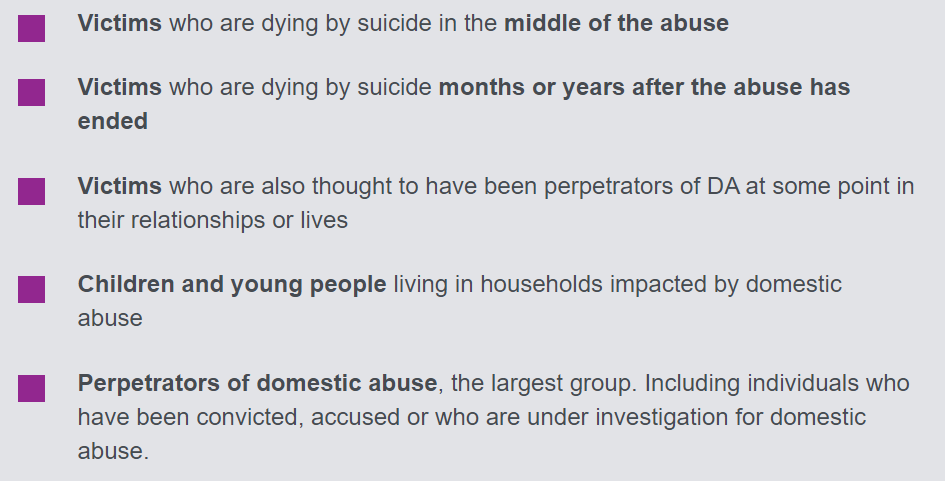 Victims who are dying by suicide in the middle of the abuse
Victims who are dying by suicide months or years after the abuse has
ended
Victims who are also thought to have been perpetrators of DA at some point in
their relationships or lives
Children and young people living in households impacted by domestic
abuse
Perpetrators of domestic abuse, the largest group. Including individuals who
have been convicted, accused or who are under investigation for domestic
abuse.